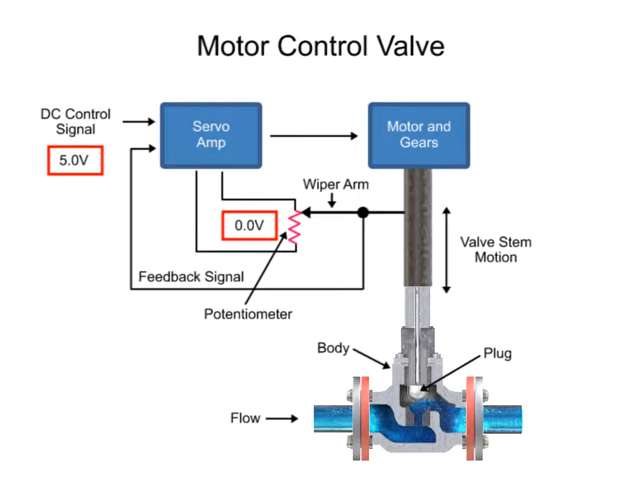 Motor Control Valve
DC Control
Signal
5.0V
Servo
Amp
Motor and
Gears
Wiper Arm
0.0V
Valve Stem
Motion
Feedback Signal
Potentiometer
Body
Plug
Flow